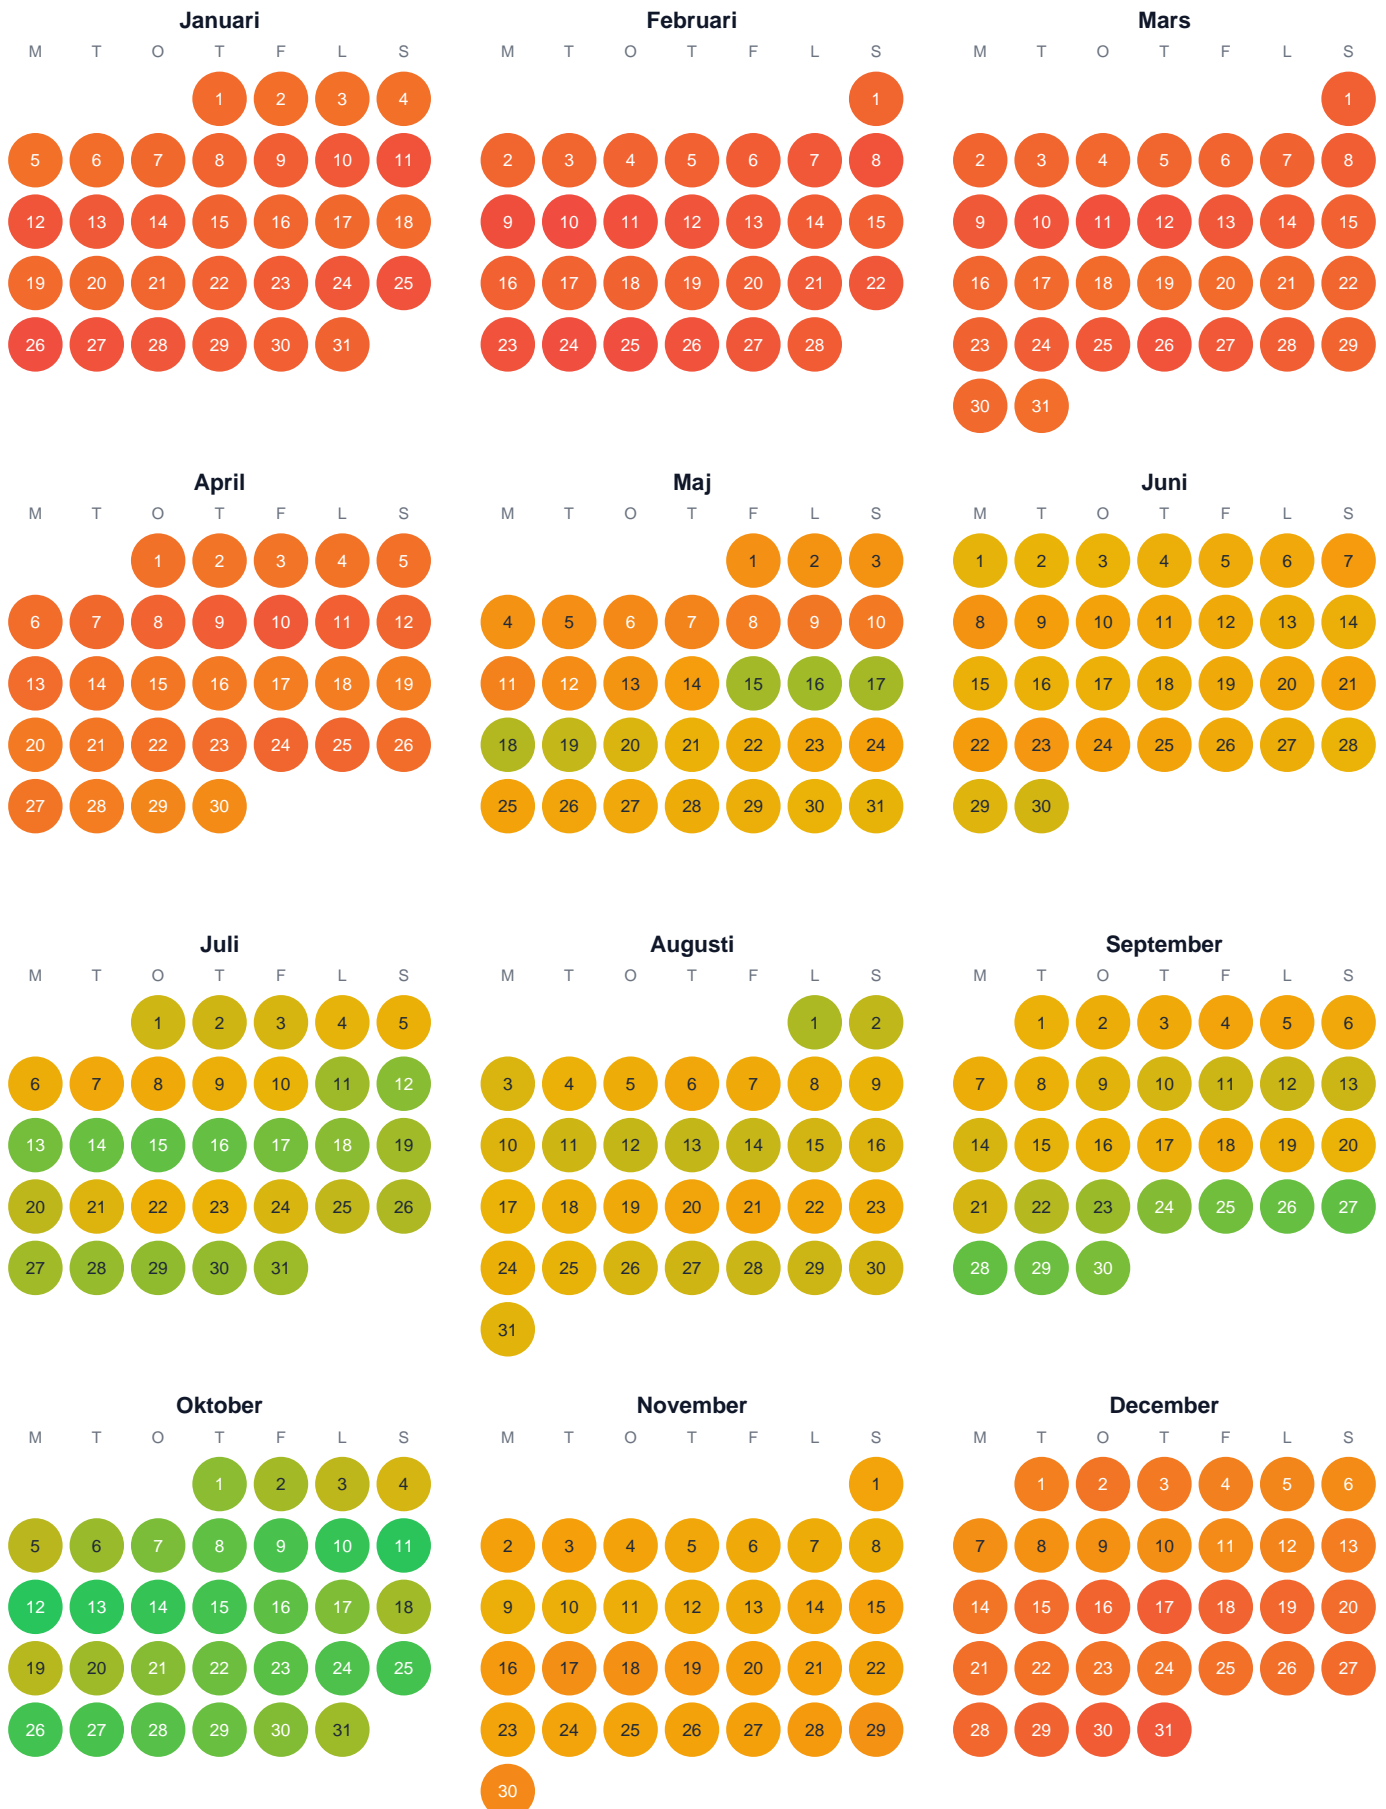 Januari
M T O T F L S
1 2 3 4
5 6 7 8 9 10 11
12 13 14 15 16 17 18
19 20 21 22 23 24 25
26 27 28 29 30 31
Februari
M T O T F L S
1
2 3 4 5 6 7 8
9 10 11 12 13 14 15
16 17 18 19 20 21 22
23 24 25 26 27 28
Mars
M T O T F L S
1
2 3 4 5 6 7 8
9 10 11 12 13 14 15
16 17 18 19 20 21 22
23 24 25 26 27 28 29
30 31
April
M T O T F L S
1 2 3 4 5
6 7 8 9 10 11 12
13 14 15 16 17 18 19
20 21 22 23 24 25 26
27 28 29 30
Maj
M T O T F L S
1 2 3
4 5 6 7 8 9 10
11 12 13 14 15 16 17
18 19 20 21 22 23 24
25 26 27 28 29 30 31
Juni
M T O T F L S
1 2 3 4 5 6 7
8 9 10 11 12 13 14
15 16 17 18 19 20 21
22 23 24 25 26 27 28
29 30
Juli
M T O T F L S
1 2 3 4 5
6 7 8 9 10 11 12
13 14 15 16 17 18 19
20 21 22 23 24 25 26
27 28 29 30 31
Augusti
M T O T F L S
1 2
3 4 5 6 7 8 9
10 11 12 13 14 15 16
17 18 19 20 21 22 23
24 25 26 27 28 29 30
31
September
M T O T F L S
1 2 3 4 5 6
7 8 9 10 11 12 13
14 15 16 17 18 19 20
21 22 23 24 25 26 27
28 29 30
Oktober
M T O T F L S
1 2 3 4
5 6 7 8 9 10 11
12 13 14 15 16 17 18
19 20 21 22 23 24 25
26 27 28 29 30 31
November
M T O T F L S
1
2 3 4 5 6 7 8
9 10 11 12 13 14 15
16 17 18 19 20 21 22
23 24 25 26 27 28 29
30
December
M T O T F L S
1 2 3 4 5 6
7 8 9 10 11 12 13
14 15 16 17 18 19 20
21 22 23 24 25 26 27
28 29 30 31